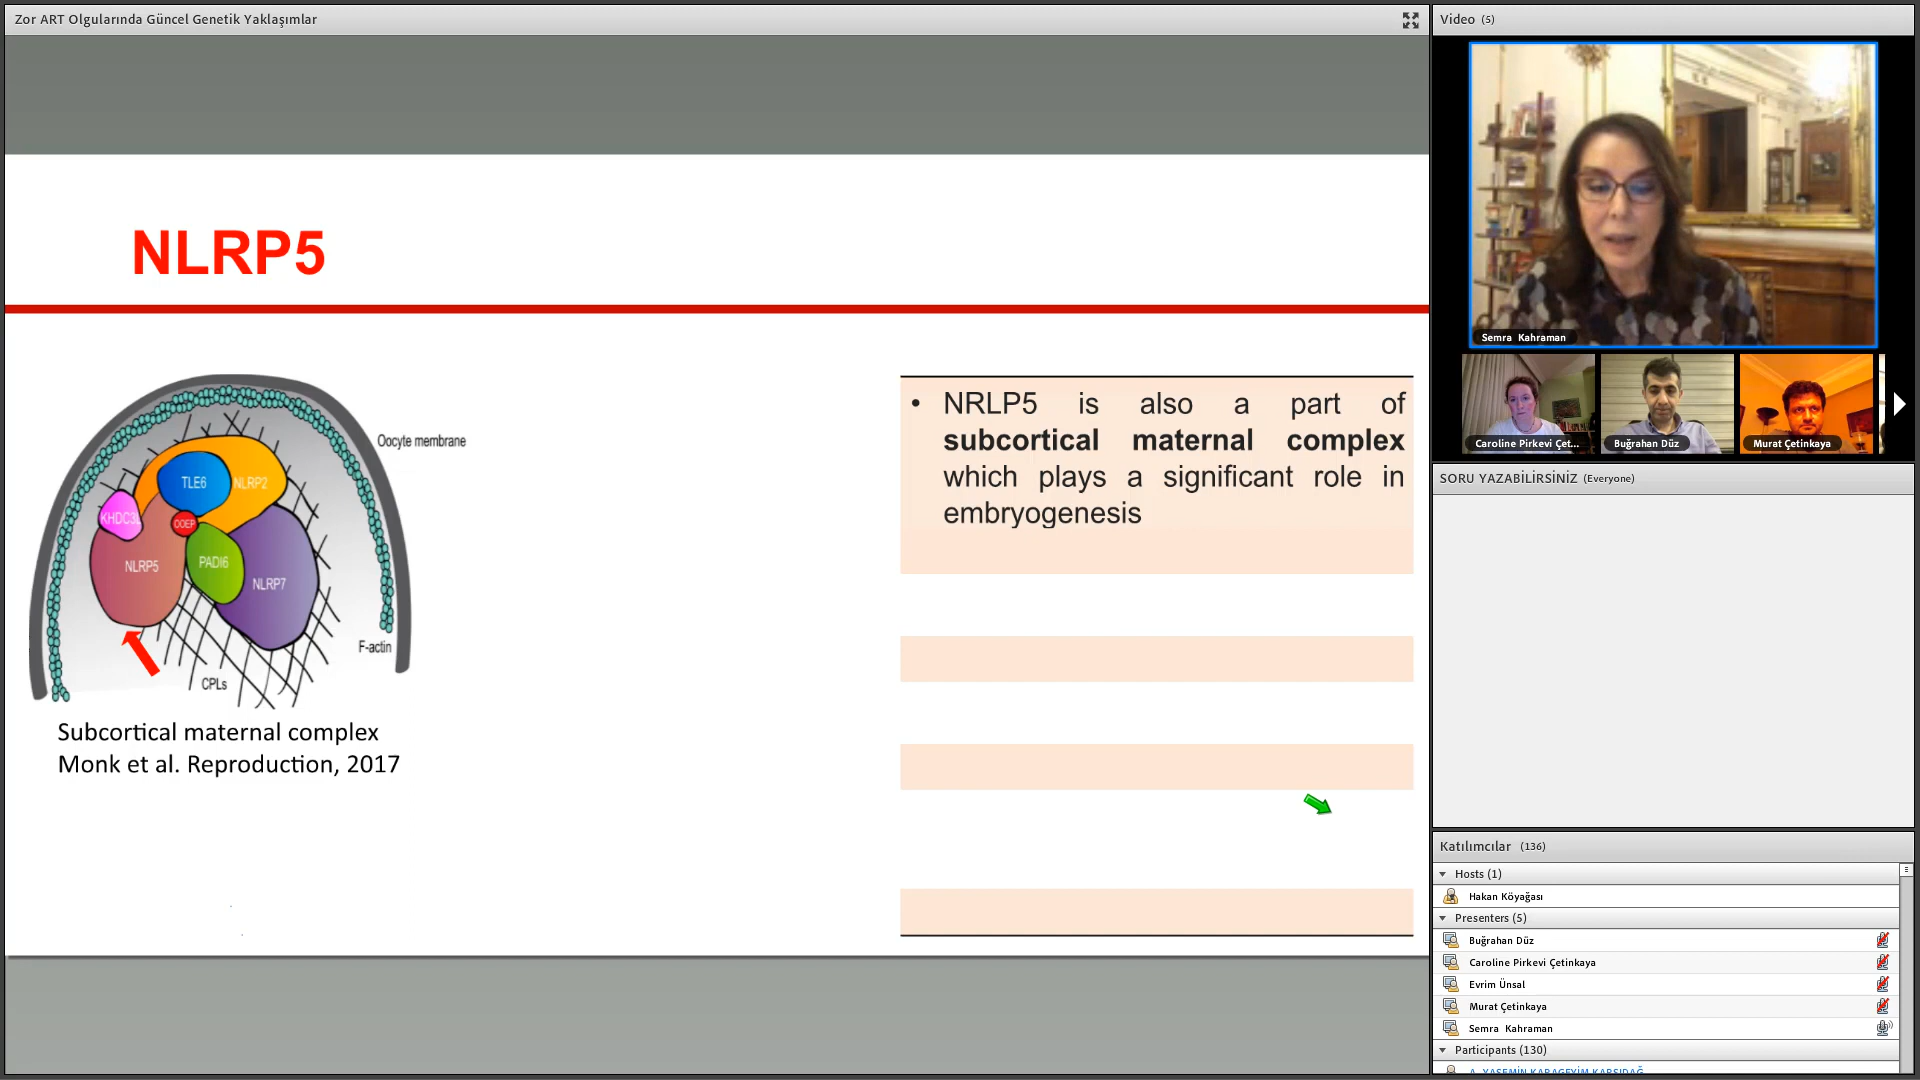 Zor ART Olgularında Güncel Genetik Yaklaşımlar
NLRP5
Oocyte membrane
TLE6
NLRP2
KHDC3L
OOEP
NLRP5
PADI6
NLRP7
F-actin
CPLs
Subcortical maternal complex
Monk et al. Reproduction, 2017
• NRLP5 is also a part of
subcortical maternal complex
which plays a significant role in
embryogenesis
Video (5)
Semra Kahraman
Caroline Pirkevi Çet...
Buğrahan Düz
Murat Çetinkaya
SORU YAZABİLİRSİNİZ (Everyone)
Katılımcılar (136)
Hosts (1)
Hakan Köyağası
Presenters (5)
Buğrahan Düz
Caroline Pirkevi Çetinkaya
Evrim Ünsal
Murat Çetinkaya
Semra Kahraman
Participants (130)